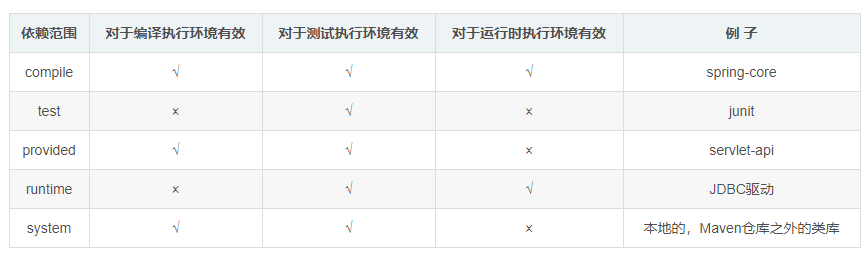 依赖范围 对于编译执行环境有效 对于测试执行环境有效 对于运行时执行环境有效 例 子
compile √ √ √ spring-core
test × √ × junit
provided √ √ × servlet-api
runtime × √ √ JDBC驱动
system √ √ × 本地的，Maven仓库之外的类库